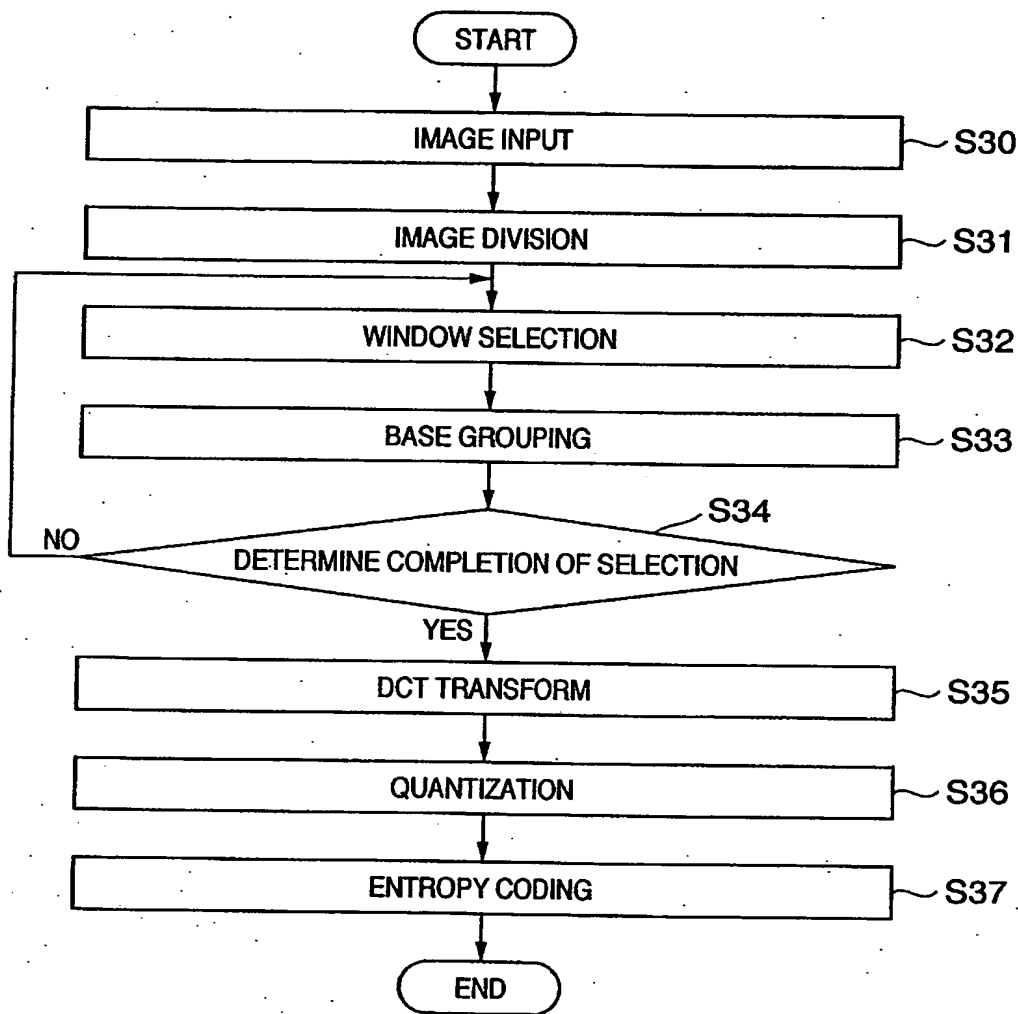 START
IMAGE INPUT
S30
IMAGE DIVISION
S31
WINDOW SELECTION
S32
BASE GROUPING
S33
S34
NO
DETERMINE COMPLETION OF SELECTION
YES
DCT TRANSFORM
S35
QUANTIZATION
S36
ENTROPY CODING
S37
END